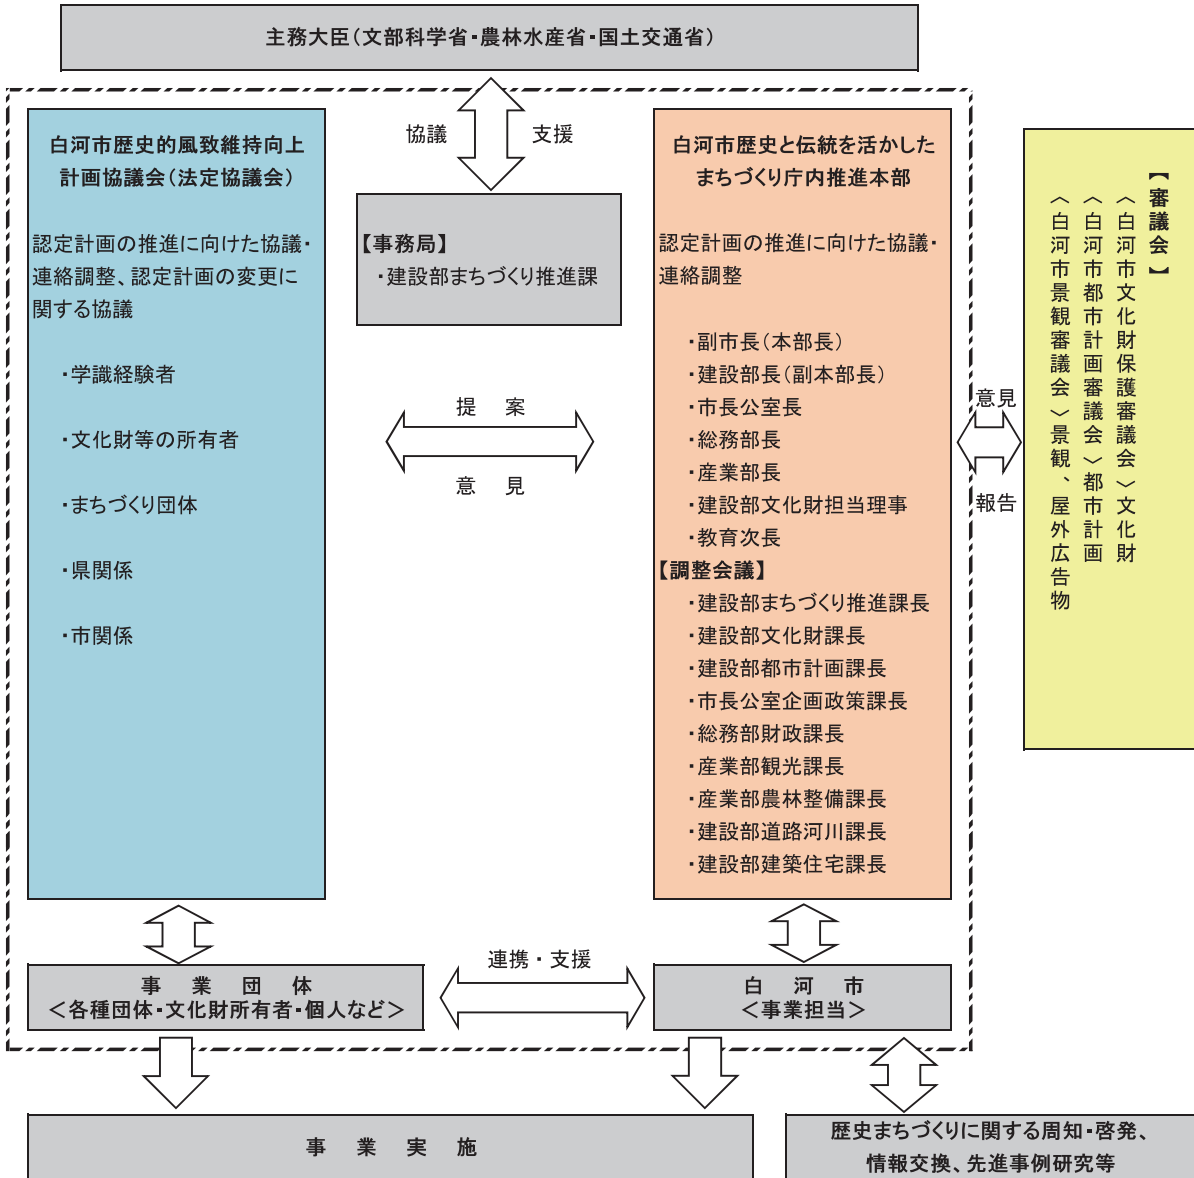 主務大臣(文部科学省・農林水産省・国土交通省)
協議
支援
白河市歴史的風致維持向上
計画協議会(法定協議会)
認定計画の推進に向けた協議・
連絡調整、認定計画の変更に
関する協議
・学識経験者
・文化財等の所有者
・まちづくり団体
・県関係
・市関係
【事務局】
・建設部まちづくり推進課
提 案
意 見
白河市歴史と伝統を活かした
まちづくり庁内推進本部
認定計画の推進に向けた協議・
連絡調整
・副市長(本部長)
・建設部長(副本部長)
・市長公室長
・総務部長
・産業部長
・建設部文化財担当理事
・教育次長
【調整会議】
・建設部まちづくり推進課長
・建設部文化財課長
・建設部都市計画課長
・市長公室企画政策課長
・総務部財政課長
・産業部観光課長
・産業部農林整備課長
・建設部道路河川課長
・建設部建築住宅課長
意見
報告
【審議会】
〈白河市文化財保護審議会〉文化財
〈白河市都市計画審議会〉都市計画
〈白河市景観審議会〉景観、屋外広告物
事 業 団 体
<各種団体・文化財所有者・個人など>
連携・支援
白 河 市
<事業担当>
事 業 実 施
歴史まちづくりに関する周知・啓発、
情報交換、先進事例研究等